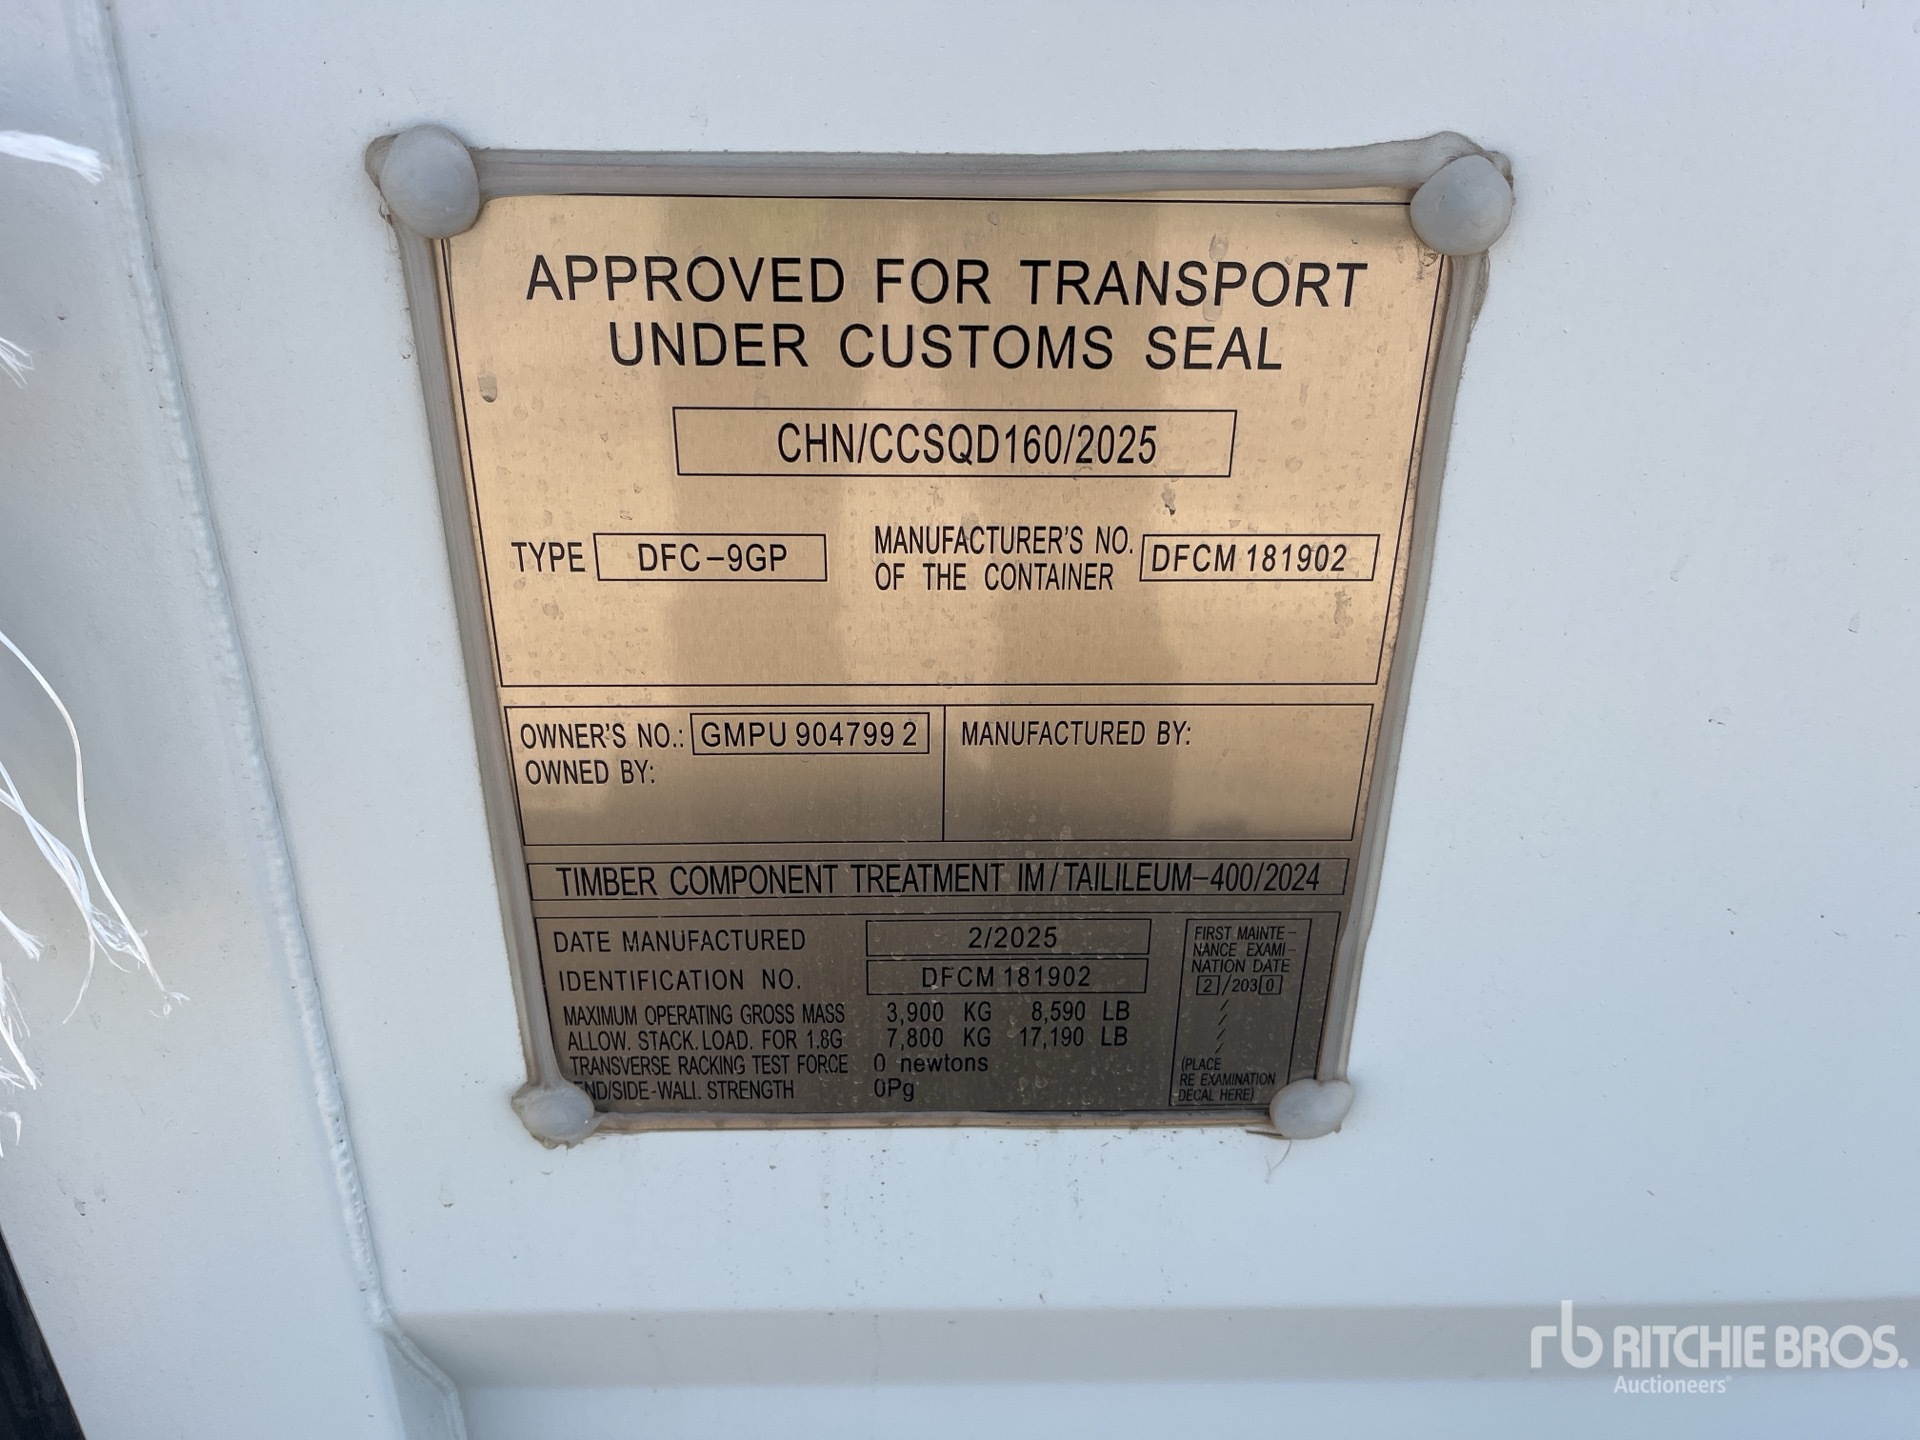 APPROVED FOR TRANSPORT
UNDER CUSTOMS SEAL
CHN/CCSQD160/2025
TYPE DFC-9GP
MANUFACTURER'S NO.
OF THE CONTAINER
DFCM 181902
OWNER'S NO.: GMPU 904799 2
OWNED BY:
MANUFACTURED BY:
TIMBER COMPONENT TREATMENT IM/TAILILEUM-400/2024
DATE MANUFACTURED 2/2025
IDENTIFICATION NO. DFCM 181902
MAXIMUM OPERATING GROSS MASS 3,900 KG 8,590 LB
ALLOW. STACK. LOAD. FOR 1.8G 7,800 KG 17,190 LB
TRANSVERSE RACKING TEST FORCE 0 newtons
END/SIDE-WALL. STRENGTH 0Pg
FIRST MAINTE-
NANCE EXAMI-
NATION DATE
2/2030
/
/
/
/
(PLACE
RE EXAMINATION
DECAL HERE)
rb RITCHIE BROS.
Auctioneers